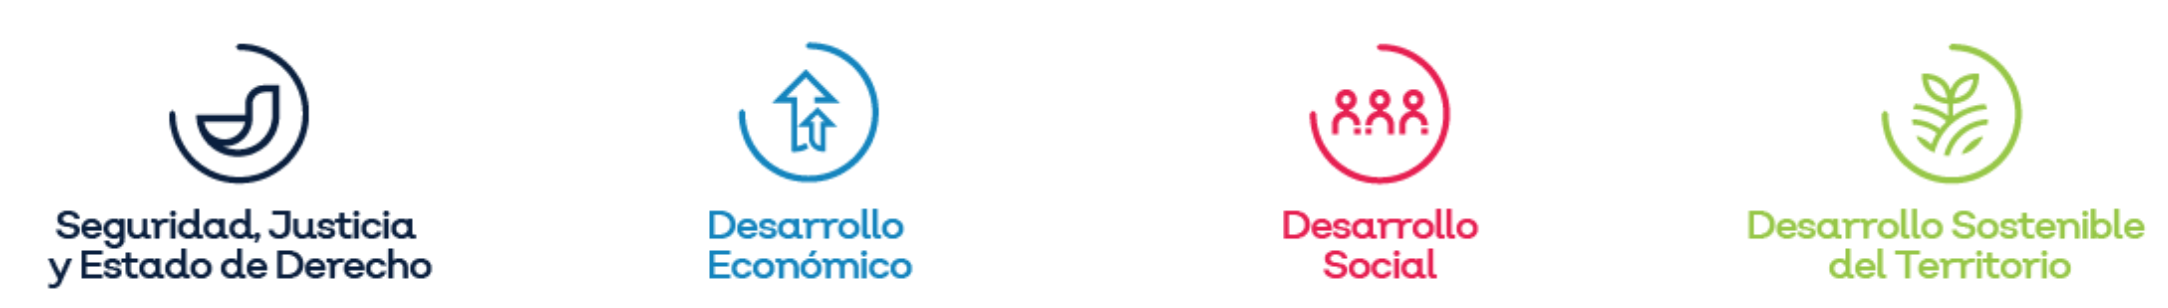 Seguridad, Justicia
y Estado de Derecho
Desarrollo
Económico
Desarrollo
Social
Desarrollo Sostenible
del Territorio